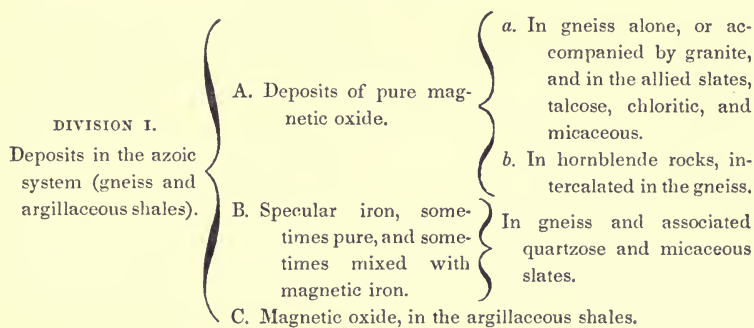 DIVISION I.
Deposits in the azoic
system (gneiss and
argillaceous shales).
A. Deposits of pure mag-
netic oxide.
a. In gneiss alone, or ac-
companied by granite,
and in the allied slates,
talcose, chloritic, and
micaceous.
b. In hornblende rocks, in-
tercalated in the gneiss.
B. Specular iron, some-
times pure, and some-
times mixed with
magnetic iron.
In gneiss and associated
quartzose and micaceous
slates.
C. Magnetic oxide, in the argillaceous shales.